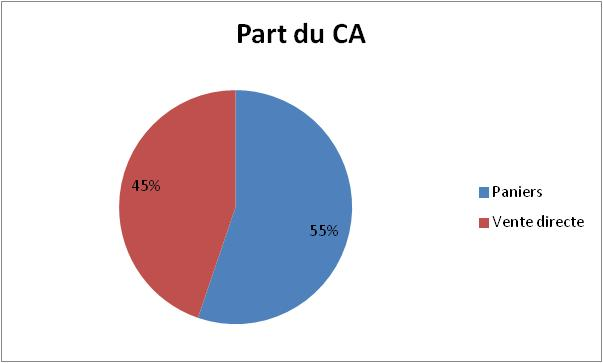 Part du CA
45%
55%
Paniers
Vente directe